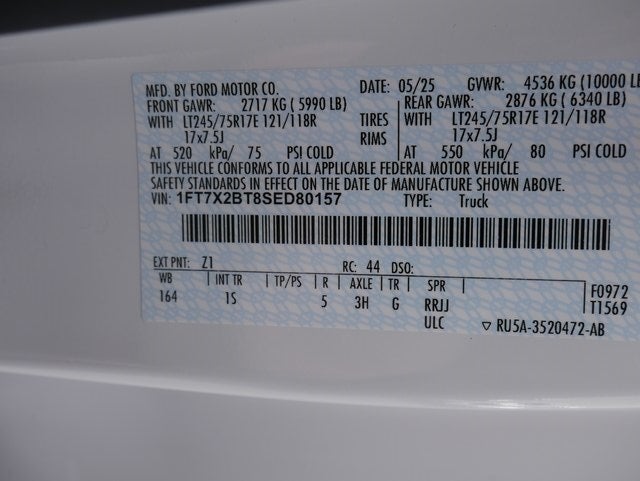 MFD. BY FORD MOTOR CO. DATE: 05/25 GVWR: 4536 KG (10000 LB
FRONT GAWR: 2717 KG ( 5990 LB) REAR GAWR: 2876 KG ( 6340 LB)
WITH LT245/75R17E 121/118R TIRES WITH LT245/75R17E 121/118R
17x7.5J RIMS 17x7.5J
AT 520 kPa/ 75 PSI COLD AT 550 kPa/ 80 PSI COLD
THIS VEHICLE CONFORMS TO ALL APPLICABLE FEDERAL MOTOR VEHICLE
SAFETY STANDARDS IN EFFECT ON THE DATE OF MANUFACTURE SHOWN ABOVE.
VIN: 1FT7X2BT8SED80157 TYPE: Truck
EXT PNT: Z1 RC: 44 DSO:
WB INT TR TP/PS R AXLE TR SPR F0972
164 1S 5 3H G RRJJ T1569
ULC ▽ RU5A-3520472-AB